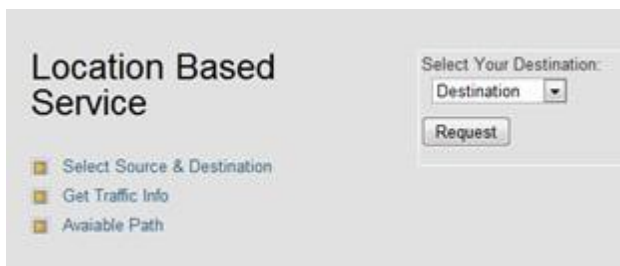 Location Based
Service
Select Source & Destination
Get Traffic Info
Avaiable Path
Select Your Destination:
Destination
Request